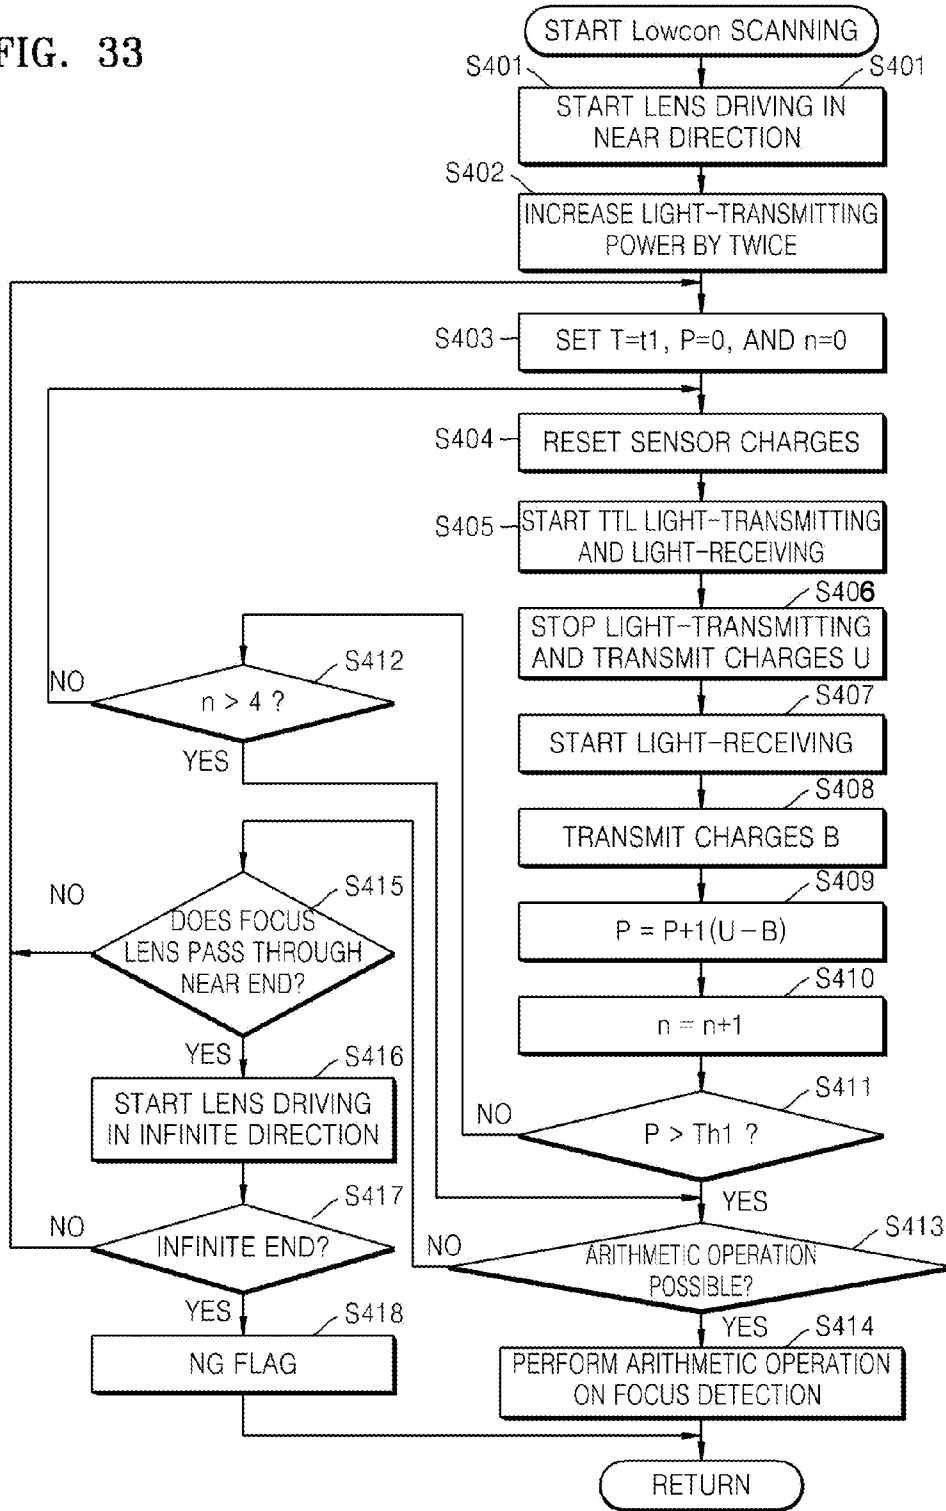 FIG. 33
START Lowcon SCANNING
S401
S401
START LENS DRIVING IN
NEAR DIRECTION
S402
INCREASE LIGHT-TRANSMITTING
POWER BY TWICE
S403
SET T=t1, P=0, AND n=0
S404
RESET SENSOR CHARGES
S405
START TTL LIGHT-TRANSMITTING
AND LIGHT-RECEIVING
S406
STOP LIGHT-TRANSMITTING
AND TRANSMIT CHARGES U
S407
START LIGHT-RECEIVING
S408
TRANSMIT CHARGES B
S409
P = P+1(U-B)
S410
n = n+1
S411
P > Th1 ?
NO
YES
S412
n > 4 ?
NO
YES
S413
ARITHMETIC OPERATION
POSSIBLE?
NO
YES
S414
PERFORM ARITHMETIC OPERATION
ON FOCUS DETECTION
S415
DOES FOCUS
LENS PASS THROUGH
NEAR END?
NO
YES
S416
START LENS DRIVING
IN INFINITE DIRECTION
S417
INFINITE END?
NO
YES
S418
NG FLAG
RETURN